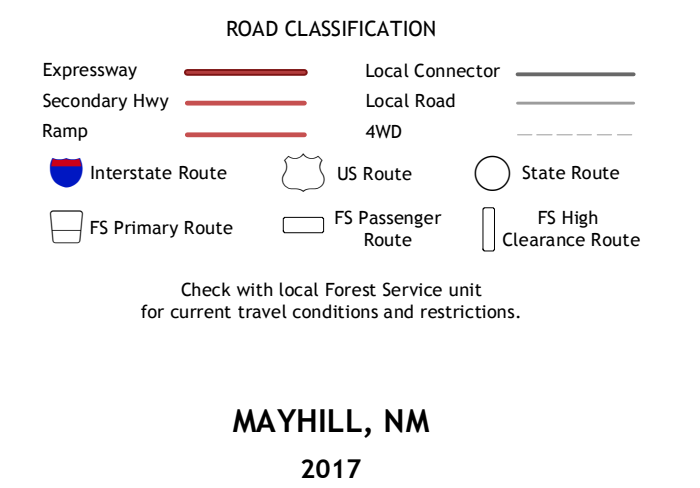 ROAD CLASSIFICATION
Expressway
Local Connector
Secondary Hwy
Local Road
Ramp
4WD
Interstate Route
US Route
State Route
FS Primary Route
FS Passenger
Route
FS High
Clearance Route
Check with local Forest Service unit
for current travel conditions and restrictions.
MAYHILL, NM
2017